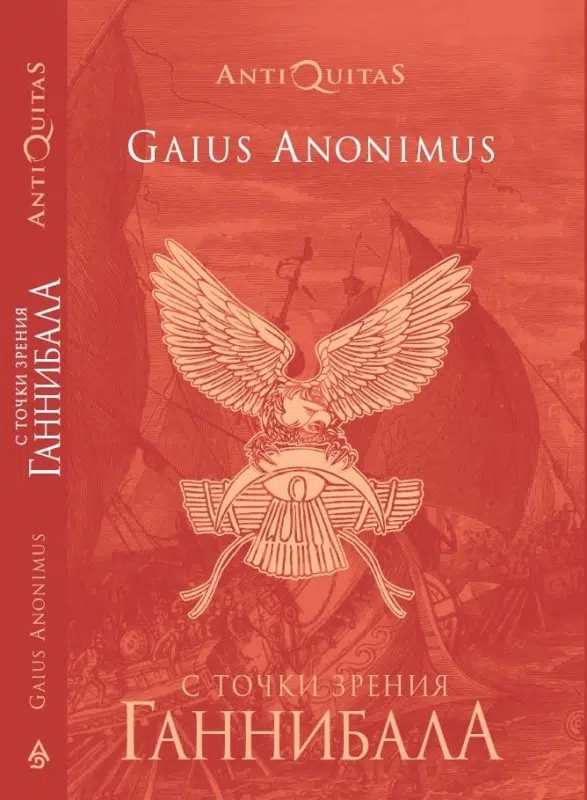 ANTIQUITAS
GAIUS ANONIMUS
С ТОЧКИ ЗРЕНИЯ
ГАННИБАЛА
ANTIQUITAS
С ТОЧКИ ЗРЕНИЯ
ГАННИБАЛА
GAIUS ANONIMUS